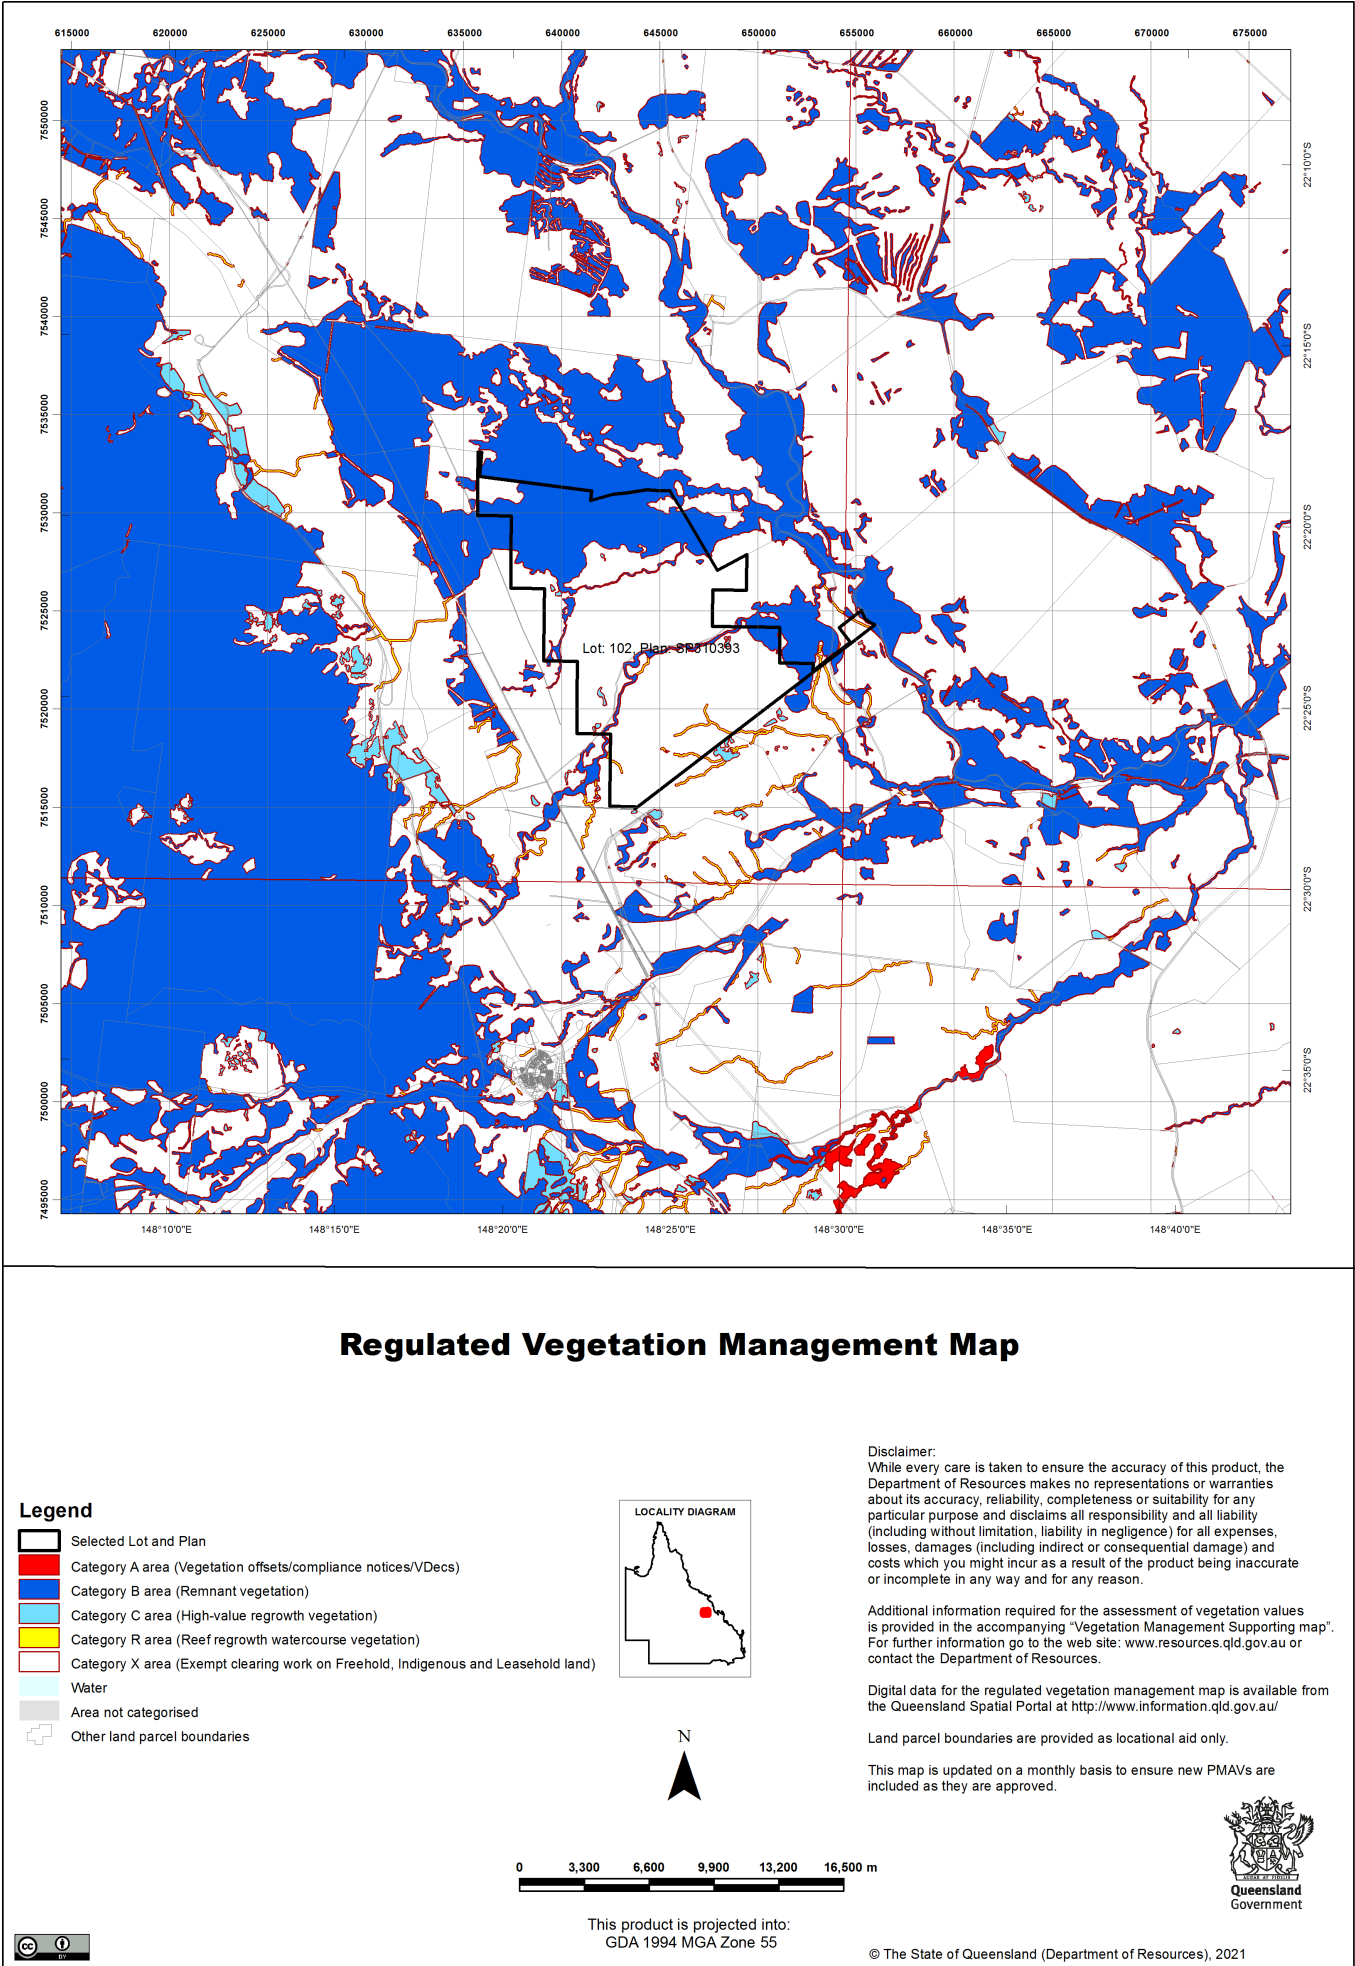 615000 620000 625000 630000 635000 640000 645000 650000 655000 660000 665000 670000 675000
7550000
7545000
7540000
7535000
7530000
7525000
7520000
7515000
7510000
7505000
7500000
7495000
22°10'0"S
22°15'0"S
22°20'0"S
22°25'0"S
22°30'0"S
22°35'0"S
Lot: 102, Plan: SP310393
148°10'0"E 148°15'0"E 148°20'0"E 148°25'0"E 148°30'0"E 148°35'0"E 148°40'0"E
Regulated Vegetation Management Map
Legend
Selected Lot and Plan
Category A area (Vegetation offsets/compliance notices/VDecs)
Category B area (Remnant vegetation)
Category C area (High-value regrowth vegetation)
Category R area (Reef regrowth watercourse vegetation)
Category X area (Exempt clearing work on Freehold, Indigenous and Leasehold land)
Water
Area not categorised
Other land parcel boundaries
LOCALITY DIAGRAM
N
0 3,300 6,600 9,900 13,200 16,500 m
This product is projected into:
GDA 1994 MGA Zone 55
Disclaimer:
While every care is taken to ensure the accuracy of this product, the
Department of Resources makes no representations or warranties
about its accuracy, reliability, completeness or suitability for any
particular purpose and disclaims all responsibility and all liability
(including without limitation, liability in negligence) for all expenses,
losses, damages (including indirect or consequential damage) and
costs which you might incur as a result of the product being inaccurate
or incomplete in any way and for any reason.
Additional information required for the assessment of vegetation values
is provided in the accompanying “Vegetation Management Supporting map”.
For further information go to the web site: www.resources.qld.gov.au or
contact the Department of Resources.
Digital data for the regulated vegetation management map is available from
the Queensland Spatial Portal at http://www.information.qld.gov.au/
Land parcel boundaries are provided as locational aid only.
This map is updated on a monthly basis to ensure new PMAVs are
included as they are approved.
Queensland
Government
cc
BY
© The State of Queensland (Department of Resources), 2021